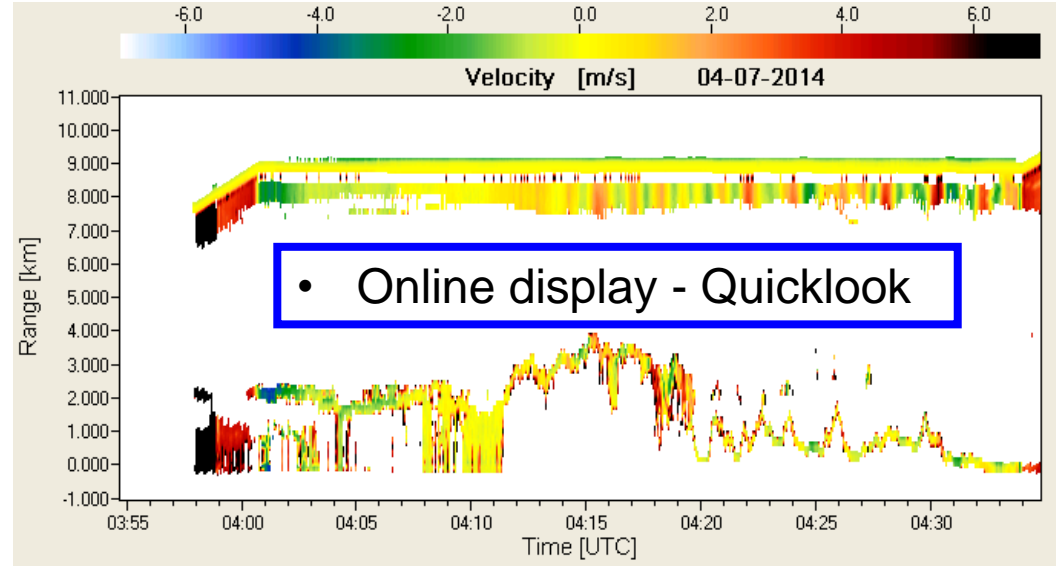 -6.0 -4.0 -2.0 0.0 2.0 4.0 6.0
Velocity [m/s] 04-07-2014
11.000
10.000
9.000
8.000
7.000
6.000
5.000
4.000
3.000
2.000
1.000
0.000
-1.000
Range [km]
• Online display - Quicklook
03:55 04:00 04:05 04:10 04:15 04:20 04:25 04:30
Time [UTC]